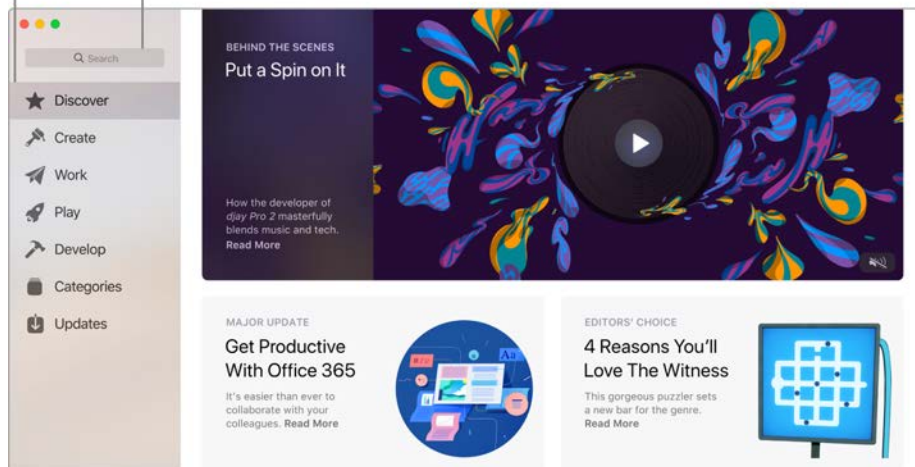 Search
Discover
Create
Work
Play
Develop
Categories
Updates
BEHIND THE SCENES
Put a Spin on It
How the developer of
djay Pro 2 masterfully
blends music and tech.
Read More
MAJOR UPDATE
Get Productive
With Office 365
It's easier than ever to
collaborate with your
colleagues. Read More
Aa
EDITORS' CHOICE
4 Reasons You'll
Love The Witness
This gorgeous puzzler sets
a new bar for the genre.
Read More